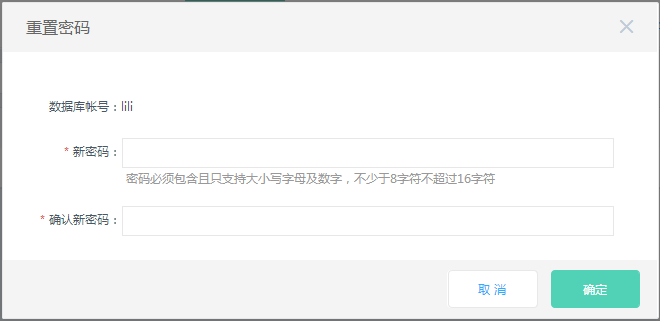 重置密码
数据库帐号：lili
* 新密码：
密码必须包含且只支持大小写字母及数字，不少于8字符不超过16字符
* 确认新密码：
取 消 确定